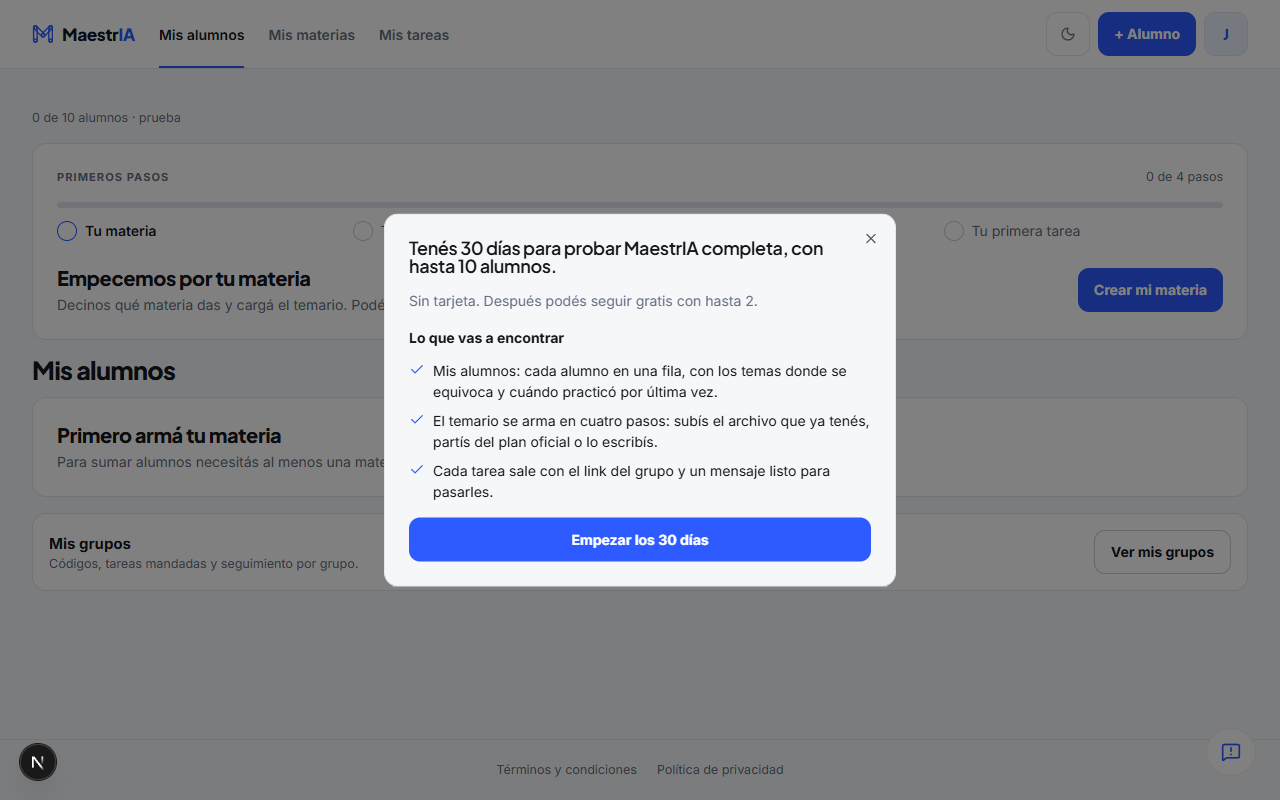 MaestrIA
Mis alumnos
Mis materias
Mis tareas
+ Alumno
J
0 de 10 alumnos · prueba
PRIMEROS PASOS
0 de 4 pasos
Tu materia
Tu primera tarea
Empecemos por tu materia
Decinos qué materia das y cargá el temario. Podé
Crear mi materia
Mis alumnos
Primero armá tu materia
Para sumar alumnos necesitás al menos una mate
Mis grupos
Códigos, tareas mandadas y seguimiento por grupo.
Ver mis grupos
Tenés 30 días para probar MaestrIA completa, con
hasta 10 alumnos.
Sin tarjeta. Después podés seguir gratis con hasta 2.
Lo que vas a encontrar
Mis alumnos: cada alumno en una fila, con los temas donde se
equivoca y cuándo practicó por última vez.
El temario se arma en cuatro pasos: subís el archivo que ya tenés,
partís del plan oficial o lo escribís.
Cada tarea sale con el link del grupo y un mensaje listo para
pasarles.
Empezar los 30 días
N
Términos y condiciones
Política de privacidad